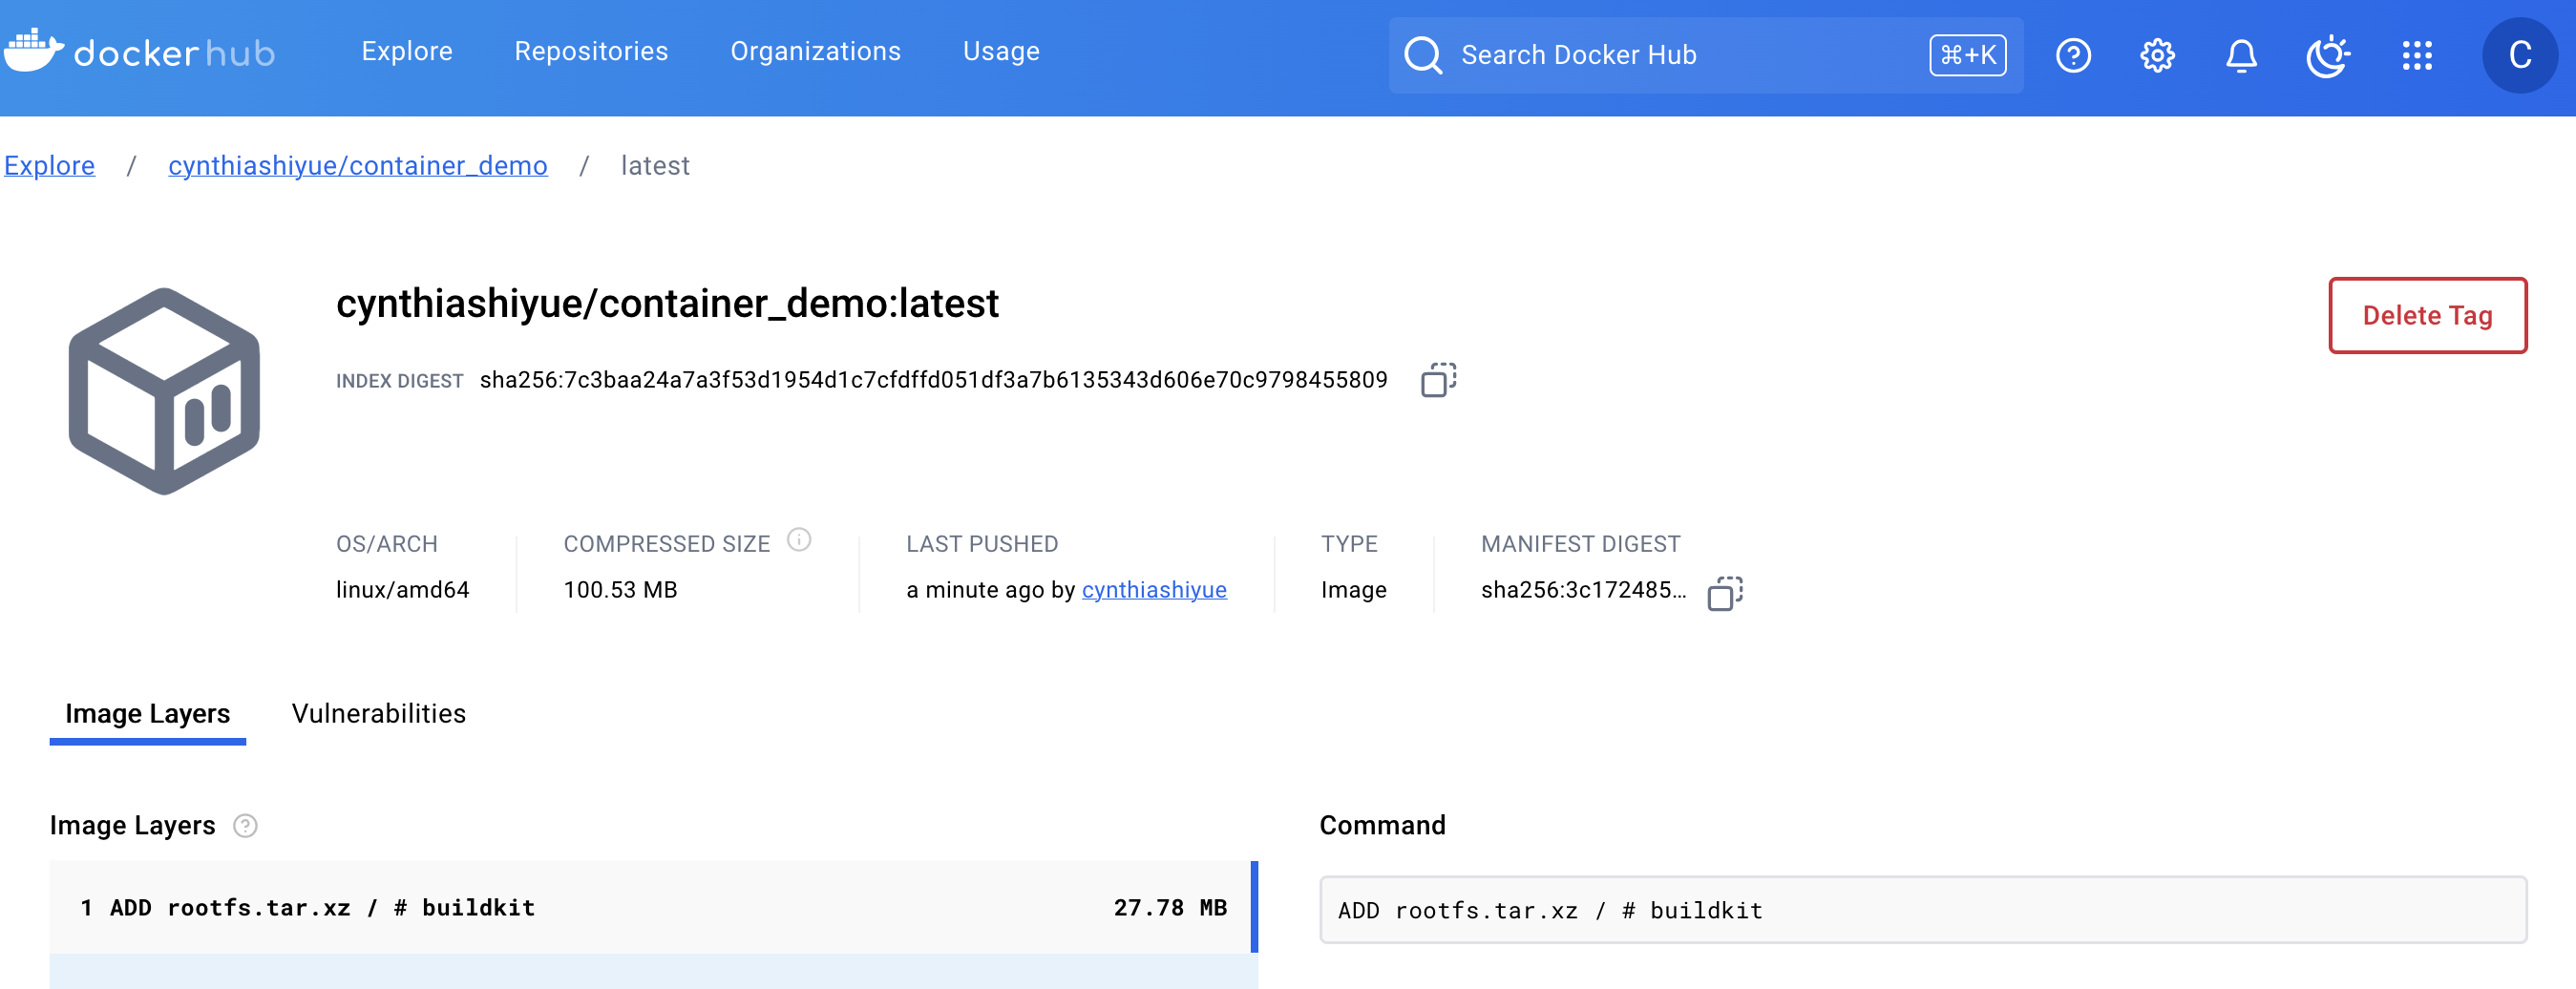 dockerhub Explore Repositories Organizations Usage Search Docker Hub ⌘+K C
Explore / cynthiashiyue/container_demo / latest
cynthiashiyue/container_demo:latest
Delete Tag
INDEX DIGEST sha256:7c3baa24a7a3f53d1954d1c7cfdffd051df3a7b6135343d606e70c9798455809
OS/ARCH COMPRESSED SIZE LAST PUSHED TYPE MANIFEST DIGEST
linux/amd64 100.53 MB a minute ago by cynthiashiyue Image sha256:3c172485...
Image Layers Vulnerabilities
Image Layers Command
1 ADD rootfs.tar.xz / # buildkit 27.78 MB
ADD rootfs.tar.xz / # buildkit